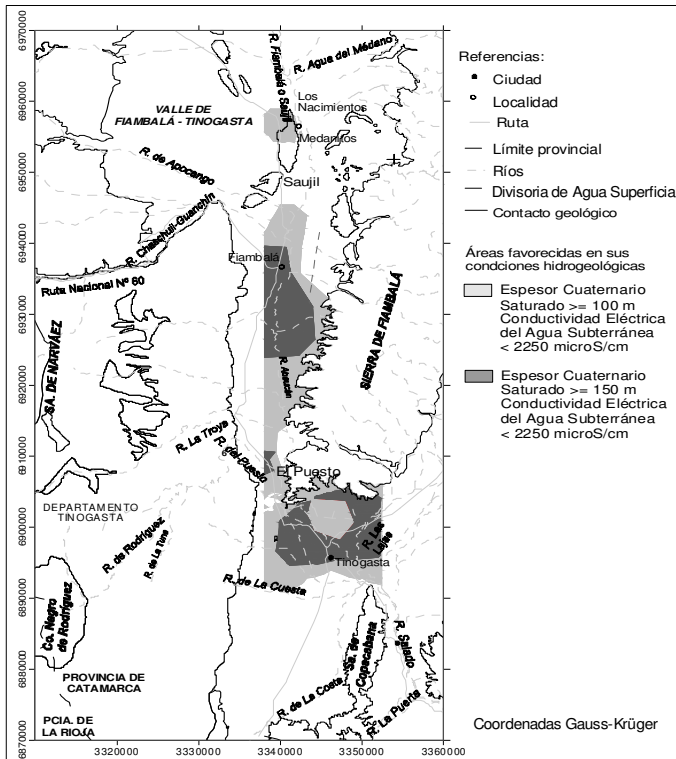 6970000
6960000
6950000
6940000
6930000
6920000
6910000
6900000
6890000
6880000
6870000
3320000
3330000
3340000
3350000
3360000
R. Fiambalá o Saujil
R. Agua del Médano
Los
Nacimientos
VALLE DE
FIAMBALÁ - TINOGASTA
Medanitos
R. de Apocango
Saujil
R. Chaschuil-Guanchín
Fiambalá
Ruta Nacional Nº 60
SIERRA DE FIAMBALÁ
SA. DE NARVÁEZ
R. Abaucán
R. La Troya
R. del Puesto
El Puesto
DEPARTAMENTO
TINOGASTA
R. de Rodríguez
R. de La Tuna
R. Las
Lajas
Tinogasta
R. de La Cuesta
Co. Negro
de Rodríguez
Sa. de
Copacabana
R. Salado
PROVINCIA DE
CATAMARCA
R. de La Costa
R. La Puerta
PCIA. DE
LA RIOJA
Referencias:
Ciudad
Localidad
Ruta
Límite provincial
Ríos
Divisoria de Agua Superficia
Contacto geológico
Áreas favorecidas en sus
condiciones hidrogeológicas
Espesor Cuaternario
Saturado >= 100 m
Conductividad Eléctrica
del Agua Subterránea
< 2250 microS/cm
Espesor Cuaternario
Saturado >= 150 m
Conductividad Eléctrica
del Agua Subterránea
< 2250 microS/cm
Coordenadas Gauss-Krüger